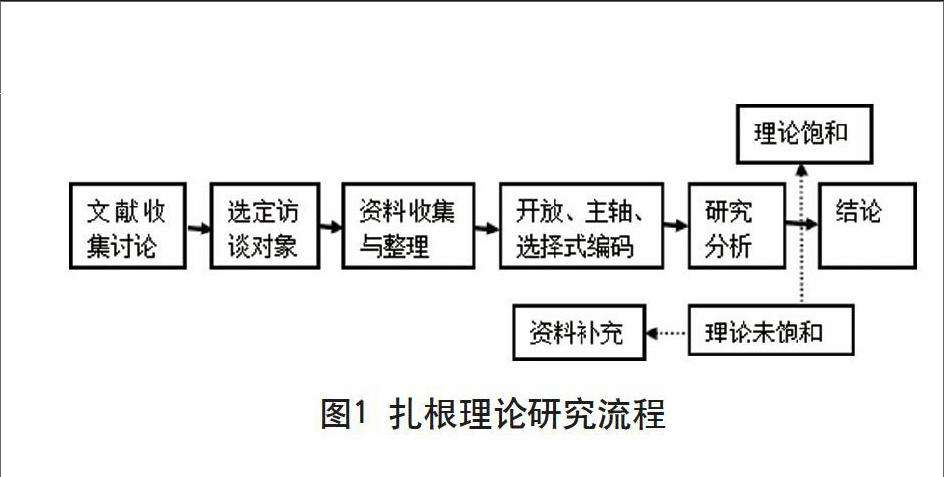 理论饱和
文献收
集讨论
选定访
谈对象
资料收集
与整理
开放、主轴、
选择式编码
研究
分析
结论
资料补充
理论未饱和
图1 扎根理论研究流程